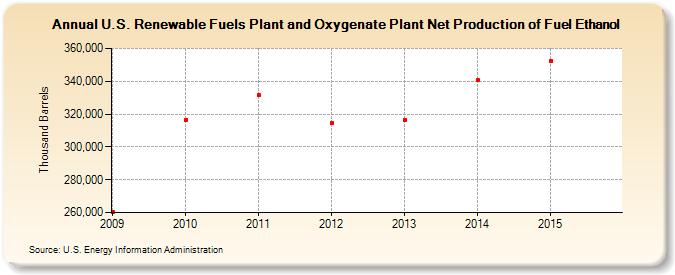 Annual U.S. Renewable Fuels Plant and Oxygenate Plant Net Production of Fuel Ethanol
Thousand Barrels
360,000
340,000
320,000
300,000
280,000
260,000
2009 2010 2011 2012 2013 2014 2015
Source: U.S. Energy Information Administration